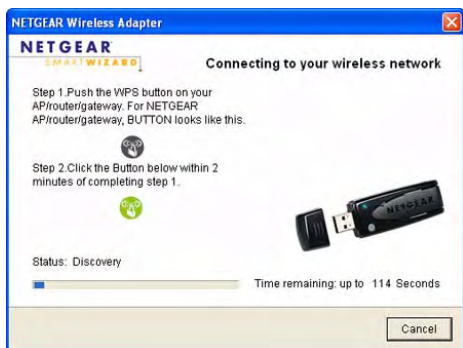 NETGEAR Wireless Adapter
NETGEAR
SMARTWIZARD
Connecting to your wireless network
Step 1.Push the WPS button on your
AP/router/gateway. For NETGEAR
AP/router/gateway, BUTTON looks like this.
Step 2.Click the Button below within 2
minutes of completing step 1.
NETGEAR
Status: Discovery
Time remaining: up to 114 Seconds
Cancel